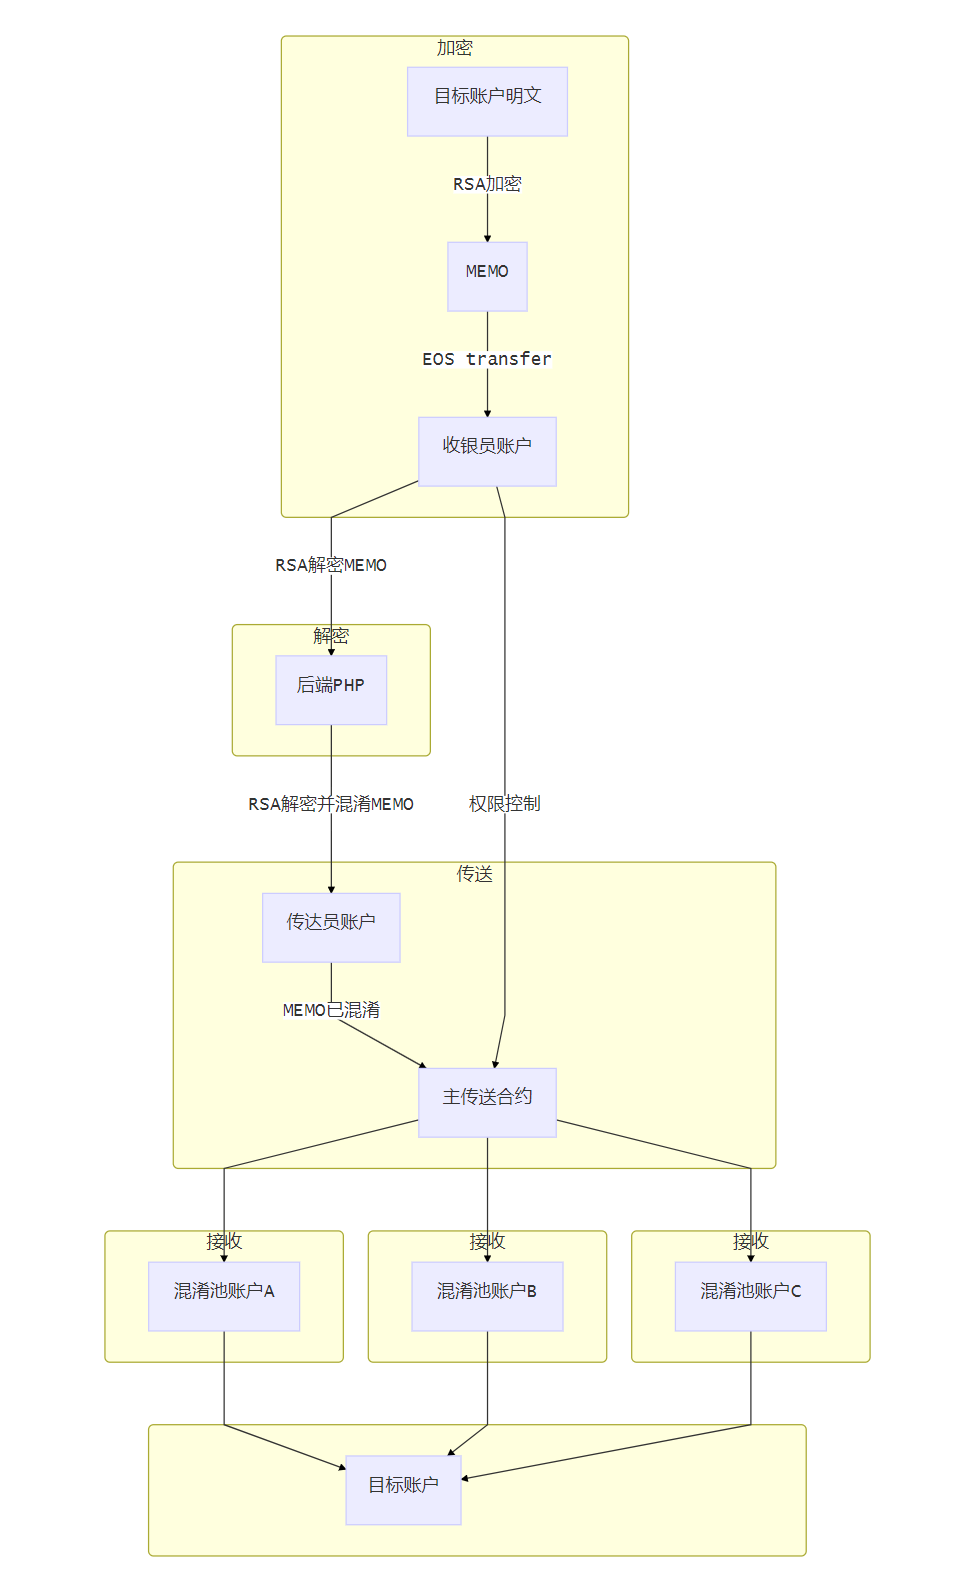 加密
目标账户明文
RSA加密
MEMO
EOS transfer
收银员账户
RSA解密MEMO
解密
后端PHP
RSA解密并混淆MEMO
权限控制
传送
传达员账户
MEMO已混淆
主传送合约
接收
接收
接收
混淆池账户A
混淆池账户B
混淆池账户C
目标账户